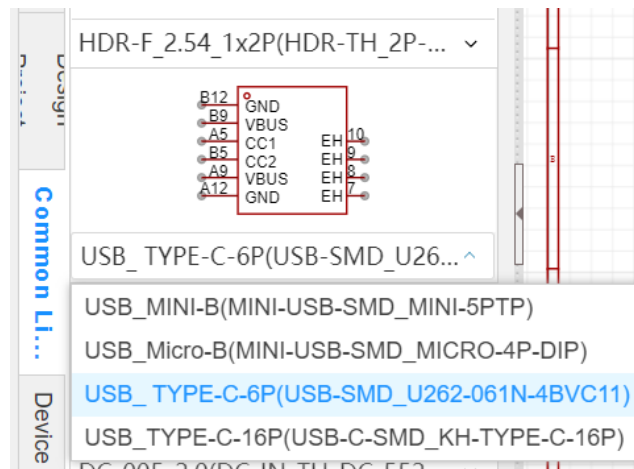 HDR-F_2.54_1x2P(HDR-TH_2P-...
Design
B12 GND
B9 VBUS
A5 CC1 EH 10
B5 CC2 EH 9
A9 VBUS EH 8
A12 GND EH 7
Common Li...
USB_ TYPE-C-6P(USB-SMD_U26...
USB_MINI-B(MINI-USB-SMD_MINI-5PTP)
USB_Micro-B(MINI-USB-SMD_MICRO-4P-DIP)
USB_ TYPE-C-6P(USB-SMD_U262-061N-4BVC11)
USB_TYPE-C-16P(USB-C-SMD_KH-TYPE-C-16P)
Device